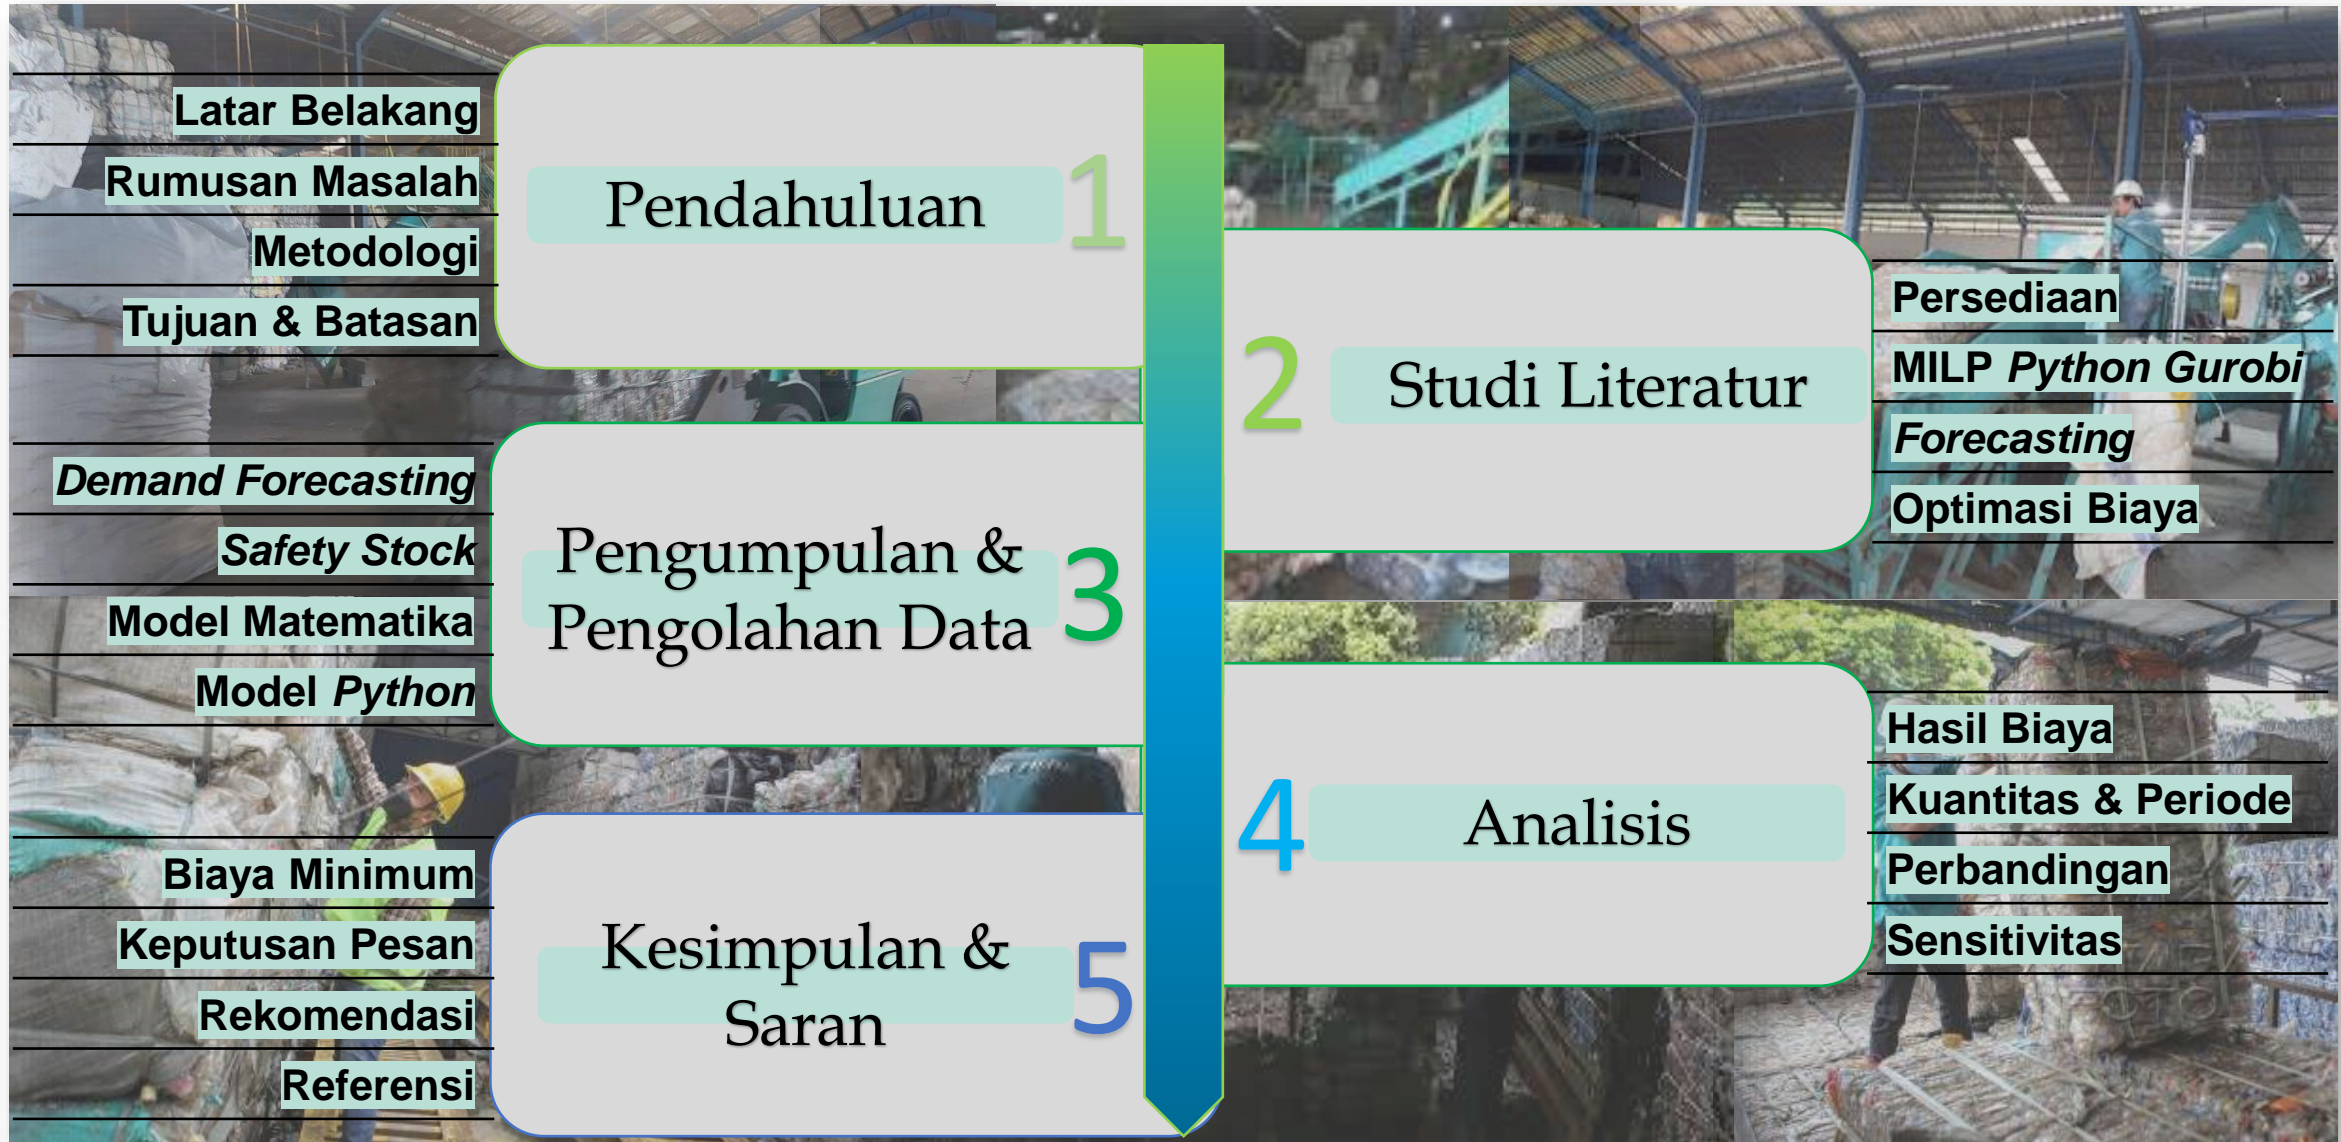 Latar Belakang
Rumusan Masalah
Metodologi
Tujuan & Batasan
Pendahuluan
1
2
Studi Literatur
Persediaan
MILP Python Gurobi
Forecasting
Optimasi Biaya
Demand Forecasting
Safety Stock
Model Matematika
Model Python
Pengumpulan &
Pengolahan Data
3
4
Analisis
Hasil Biaya
Kuantitas & Periode
Perbandingan
Sensitivitas
Biaya Minimum
Keputusan Pesan
Rekomendasi
Referensi
Kesimpulan &
Saran
5